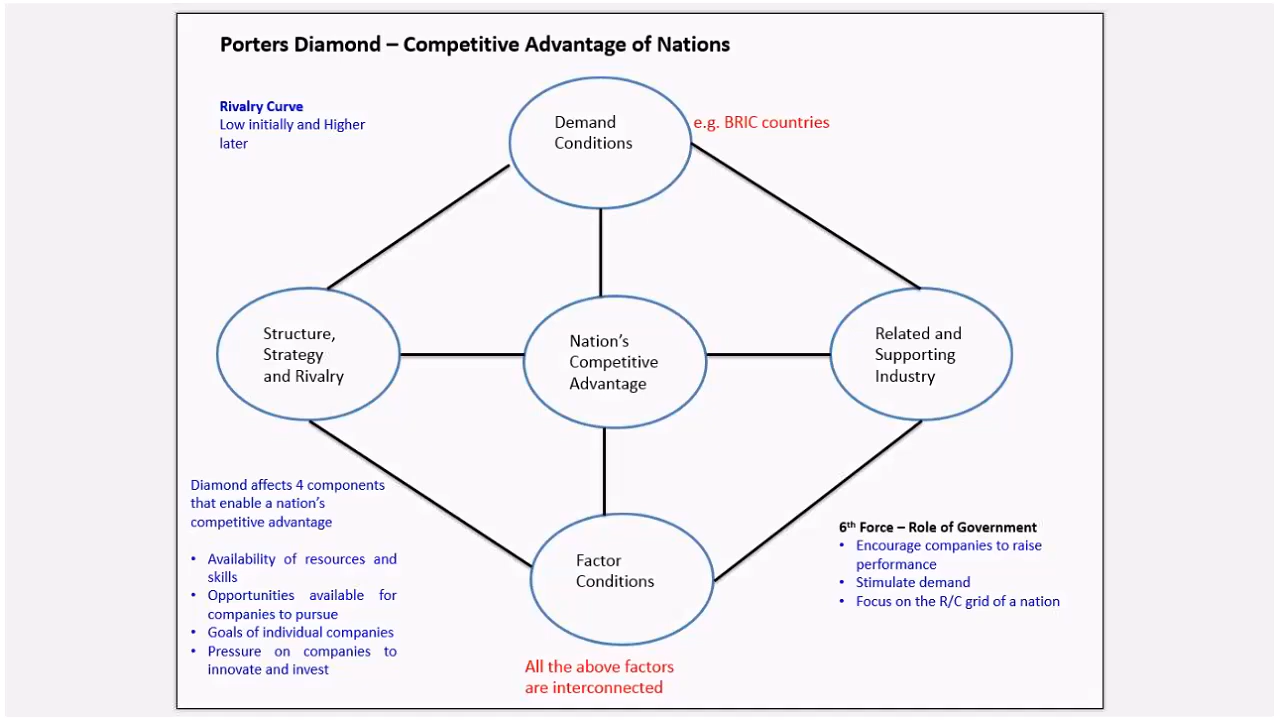 Porters Diamond – Competitive Advantage of Nations
Rivalry Curve
Low initially and Higher
later
Demand
Conditions
e.g. BRIC countries
Structure,
Strategy
and Rivalry
Nation's
Competitive
Advantage
Related and
Supporting
Industry
Diamond affects 4 components
that enable a nation's
competitive advantage
• Availability of resources and
skills
• Opportunities available for
companies to pursue
• Goals of individual companies
• Pressure on companies to
innovate and invest
Factor
Conditions
6th Force – Role of Government
• Encourage companies to raise
performance
• Stimulate demand
• Focus on the R/C grid of a nation
All the above factors
are interconnected